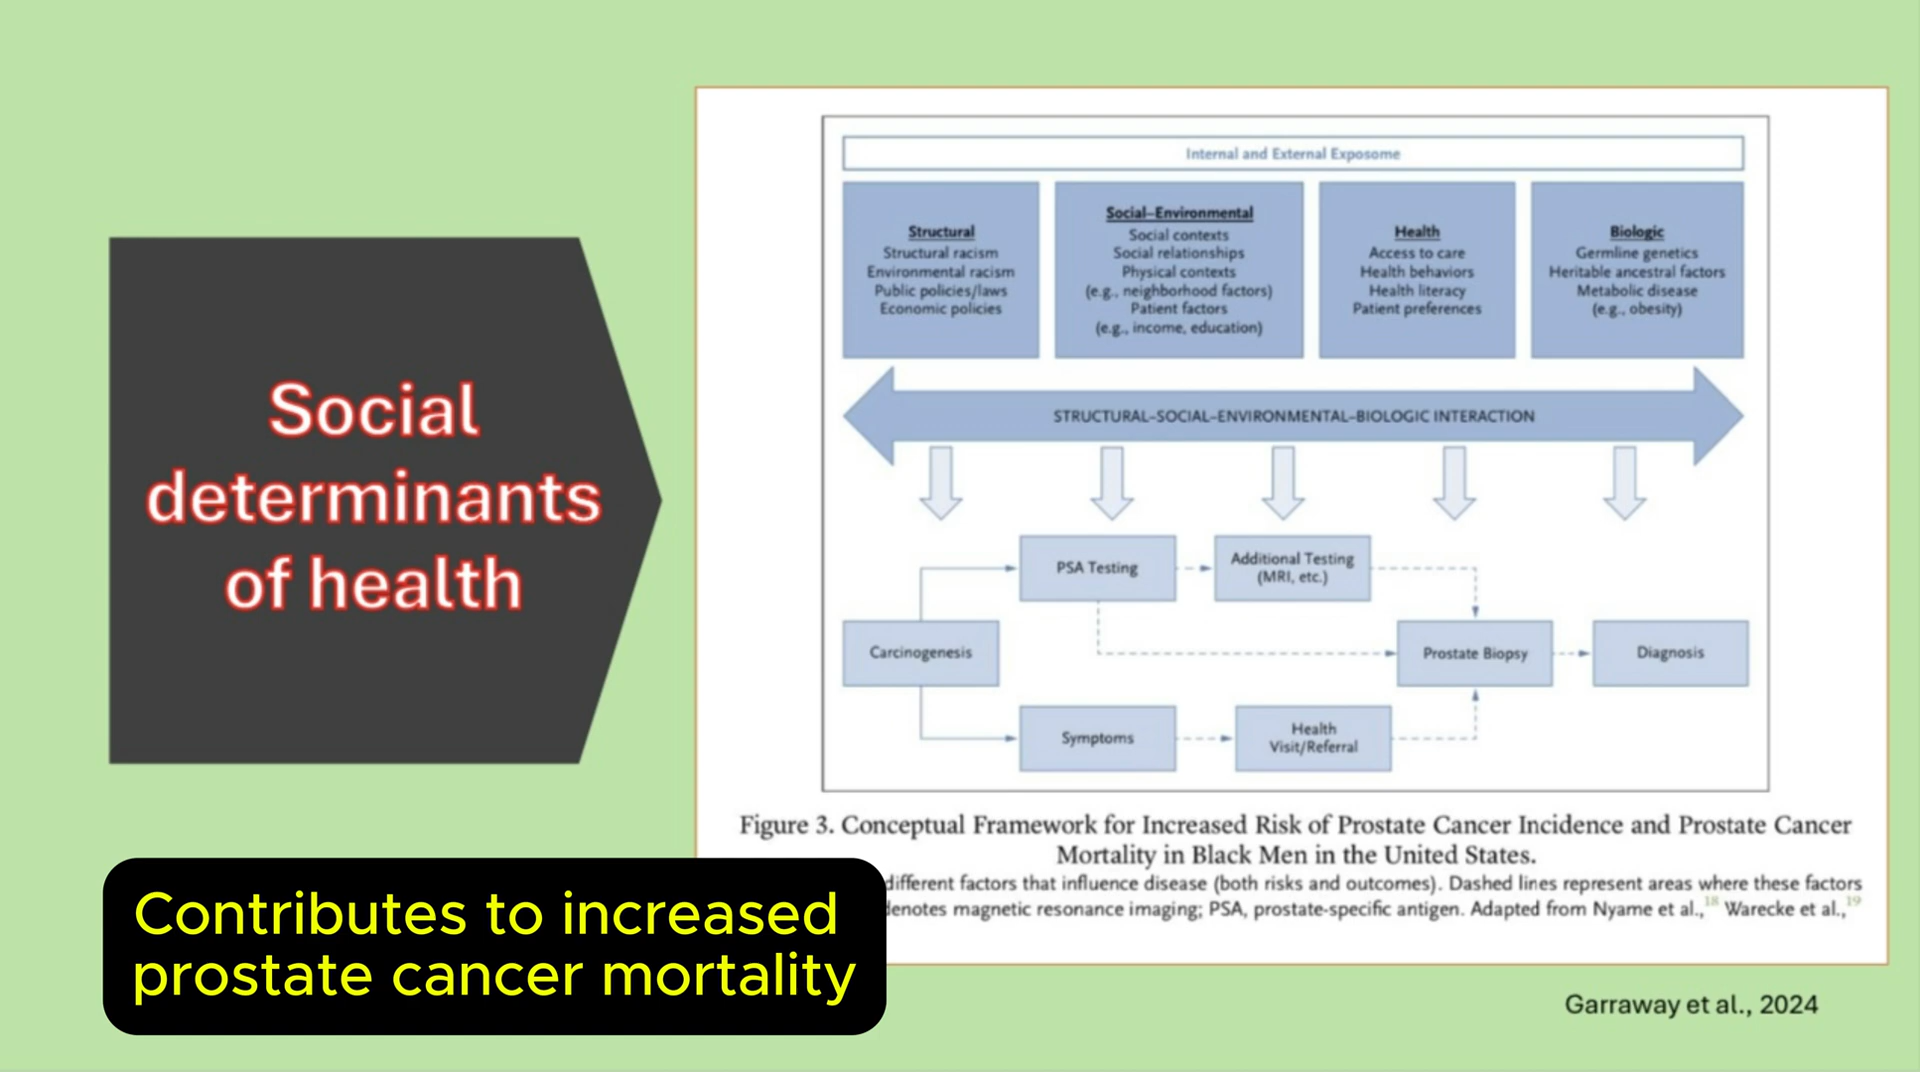 Social
determinants
of health
Internal and External Exposome
Structural
Structural racism
Environmental racism
Public policies/laws
Economic policies
Social–Environmental
Social contexts
Social relationships
Physical contexts
(e.g., neighborhood factors)
Patient factors
(e.g., income, education)
Health
Access to care
Health behaviors
Health literacy
Patient preferences
Biologic
Germline genetics
Heritable ancestral factors
Metabolic disease
(e.g., obesity)
STRUCTURAL–SOCIAL–ENVIRONMENTAL–BIOLOGIC INTERACTION
PSA Testing
Additional Testing
(MRI, etc.)
Carcinogenesis
Prostate Biopsy
Diagnosis
Symptoms
Health
Visit/Referral
Figure 3. Conceptual Framework for Increased Risk of Prostate Cancer Incidence and Prostate Cancer
Mortality in Black Men in the United States.
different factors that influence disease (both risks and outcomes). Dashed lines represent areas where these factors
denotes magnetic resonance imaging; PSA, prostate-specific antigen. Adapted from Nyame et al.,18 Warecke et al.,19
Contributes to increased
prostate cancer mortality
Garraway et al., 2024